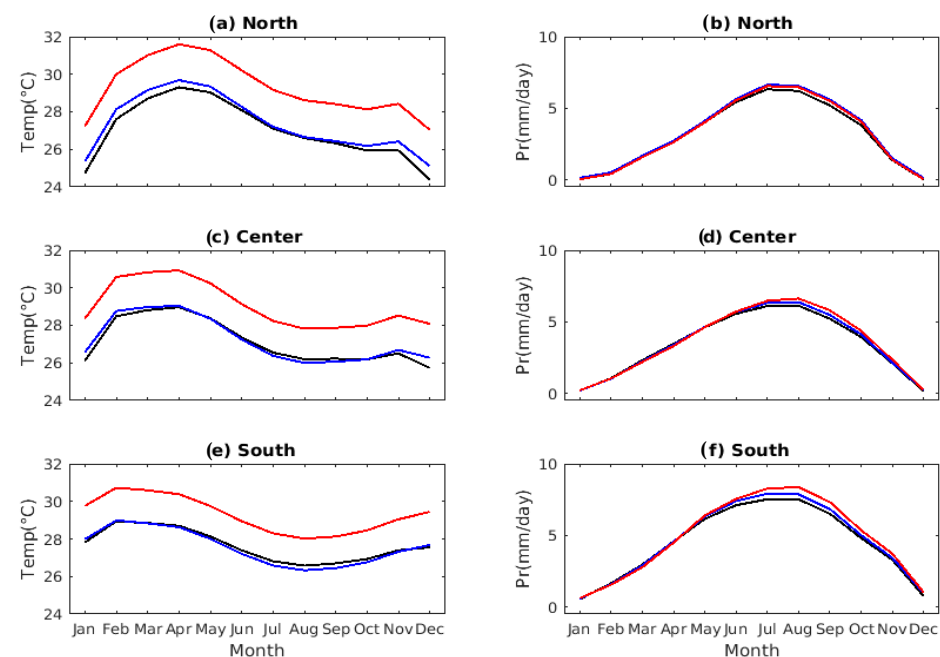 (a) North
(b) North
Temp(°C)
32
30
28
26
24
Pr(mm/day)
10
5
0
(c) Center
(d) Center
Temp(°C)
32
30
28
26
24
Pr(mm/day)
10
5
0
(e) South
(f) South
Temp(°C)
32
30
28
26
24
Pr(mm/day)
10
5
0
Jan Feb Mar Apr May Jun Jul Aug Sep Oct Nov Dec
Month
Jan Feb Mar Apr May Jun Jul Aug Sep Oct Nov Dec
Month